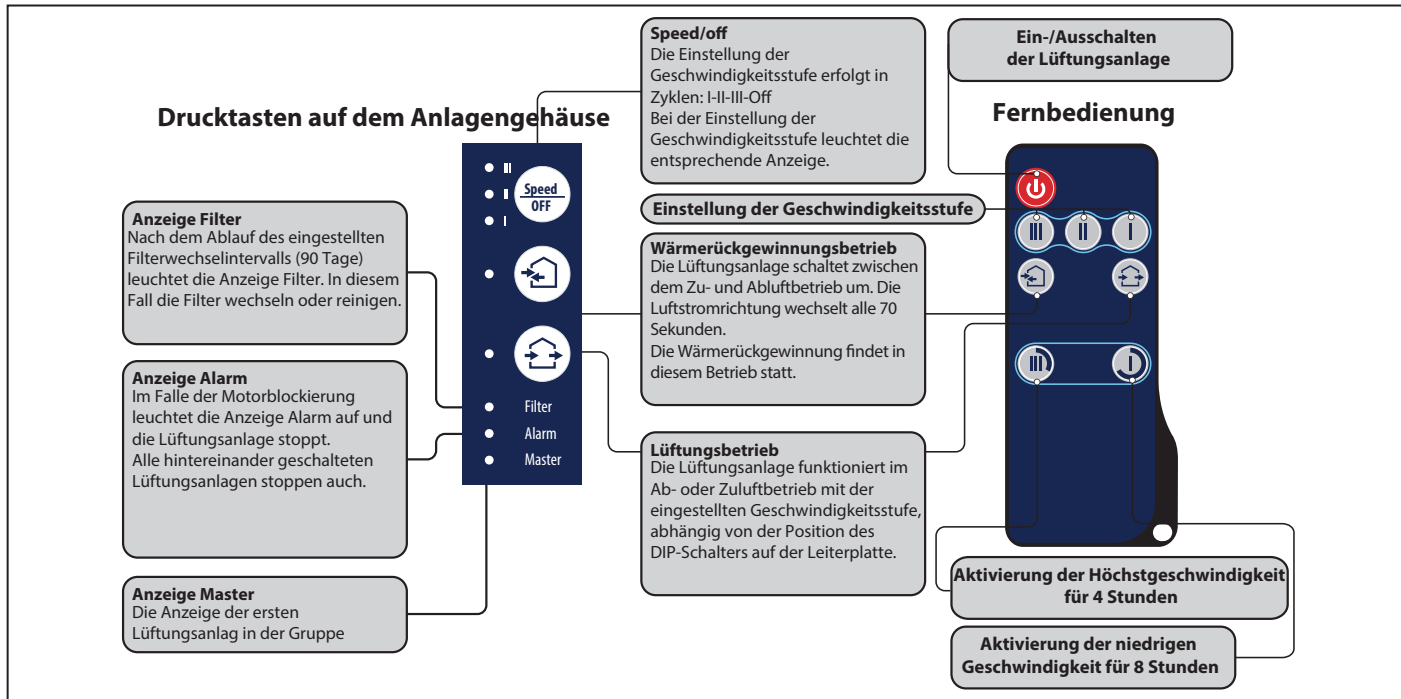 Drucktasten auf dem Anlagengehäuse
Anzeige Filter
Nach dem Ablauf des eingestellten
Filterwechselintervalls (90 Tage)
leuchtet die Anzeige Filter. In diesem
Fall die Filter wechseln oder reinigen.
Anzeige Alarm
Im Falle der Motorblockierung
leuchtet die Anzeige Alarm auf und
die Lüftungsanlage stoppt.
Alle hintereinander geschalteten
Lüftungsanlagen stoppen auch.
Anzeige Master
Die Anzeige der ersten
Lüftungsanlag in der Gruppe
III
II
I
Speed
OFF
Filter
Alarm
Master
Speed/off
Die Einstellung der
Geschwindigkeitsstufe erfolgt in
Zyklen: I-II-III-Off
Bei der Einstellung der
Geschwindigkeitsstufe leuchtet die
entsprechende Anzeige.
Einstellung der Geschwindigkeitsstufe
Wärmerückgewinnungsbetrieb
Die Lüftungsanlage schaltet zwischen
dem Zu- und Abluftbetrieb um. Die
Luftstromrichtung wechselt alle 70
Sekunden.
Die Wärmerückgewinnung findet in
diesem Betrieb statt.
Lüftungsbetrieb
Die Lüftungsanlage funktioniert im
Ab- oder Zuluftbetrieb mit der
eingestellten Geschwindigkeitsstufe,
abhängig von der Position des
DIP-Schalters auf der Leiterplatte.
Ein-/Ausschalten
der Lüftungsanlage
Fernbedienung
III II I
III I
Aktivierung der Höchstgeschwindigkeit
für 4 Stunden
Aktivierung der niedrigen
Geschwindigkeit für 8 Stunden